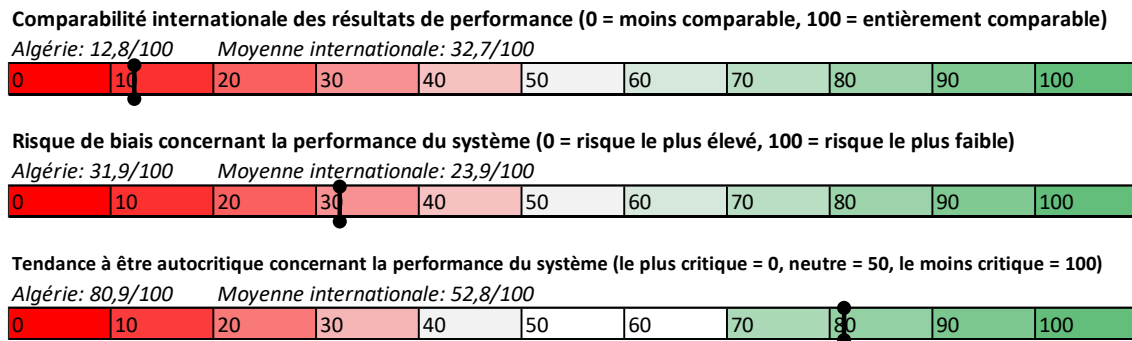 Comparabilité internationale des résultats de performance (0 = moins comparable, 100 = entièrement comparable)
Algérie: 12,8/100 Moyenne internationale: 32,7/100
0 10 20 30 40 50 60 70 80 90 100
Risque de biais concernant la performance du système (0 = risque le plus élevé, 100 = risque le plus faible)
Algérie: 31,9/100 Moyenne internationale: 23,9/100
0 10 20 30 40 50 60 70 80 90 100
Tendance à être autocritique concernant la performance du système (le plus critique = 0, neutre = 50, le moins critique = 100)
Algérie: 80,9/100 Moyenne internationale: 52,8/100
0 10 20 30 40 50 60 70 80 90 100